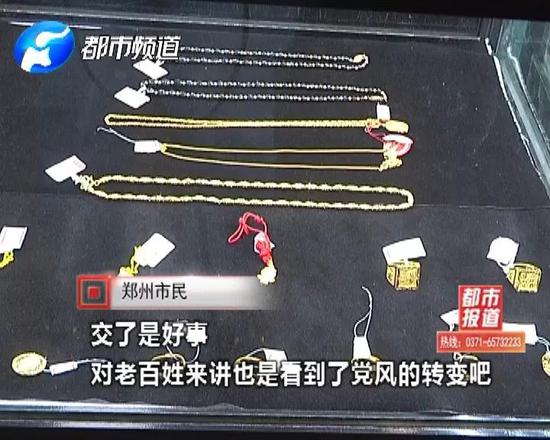 都市频道
郑州市民
都市
报道
热线：0371-65732233
交了是好事
对老百姓来讲也是看到了党风的转变吧